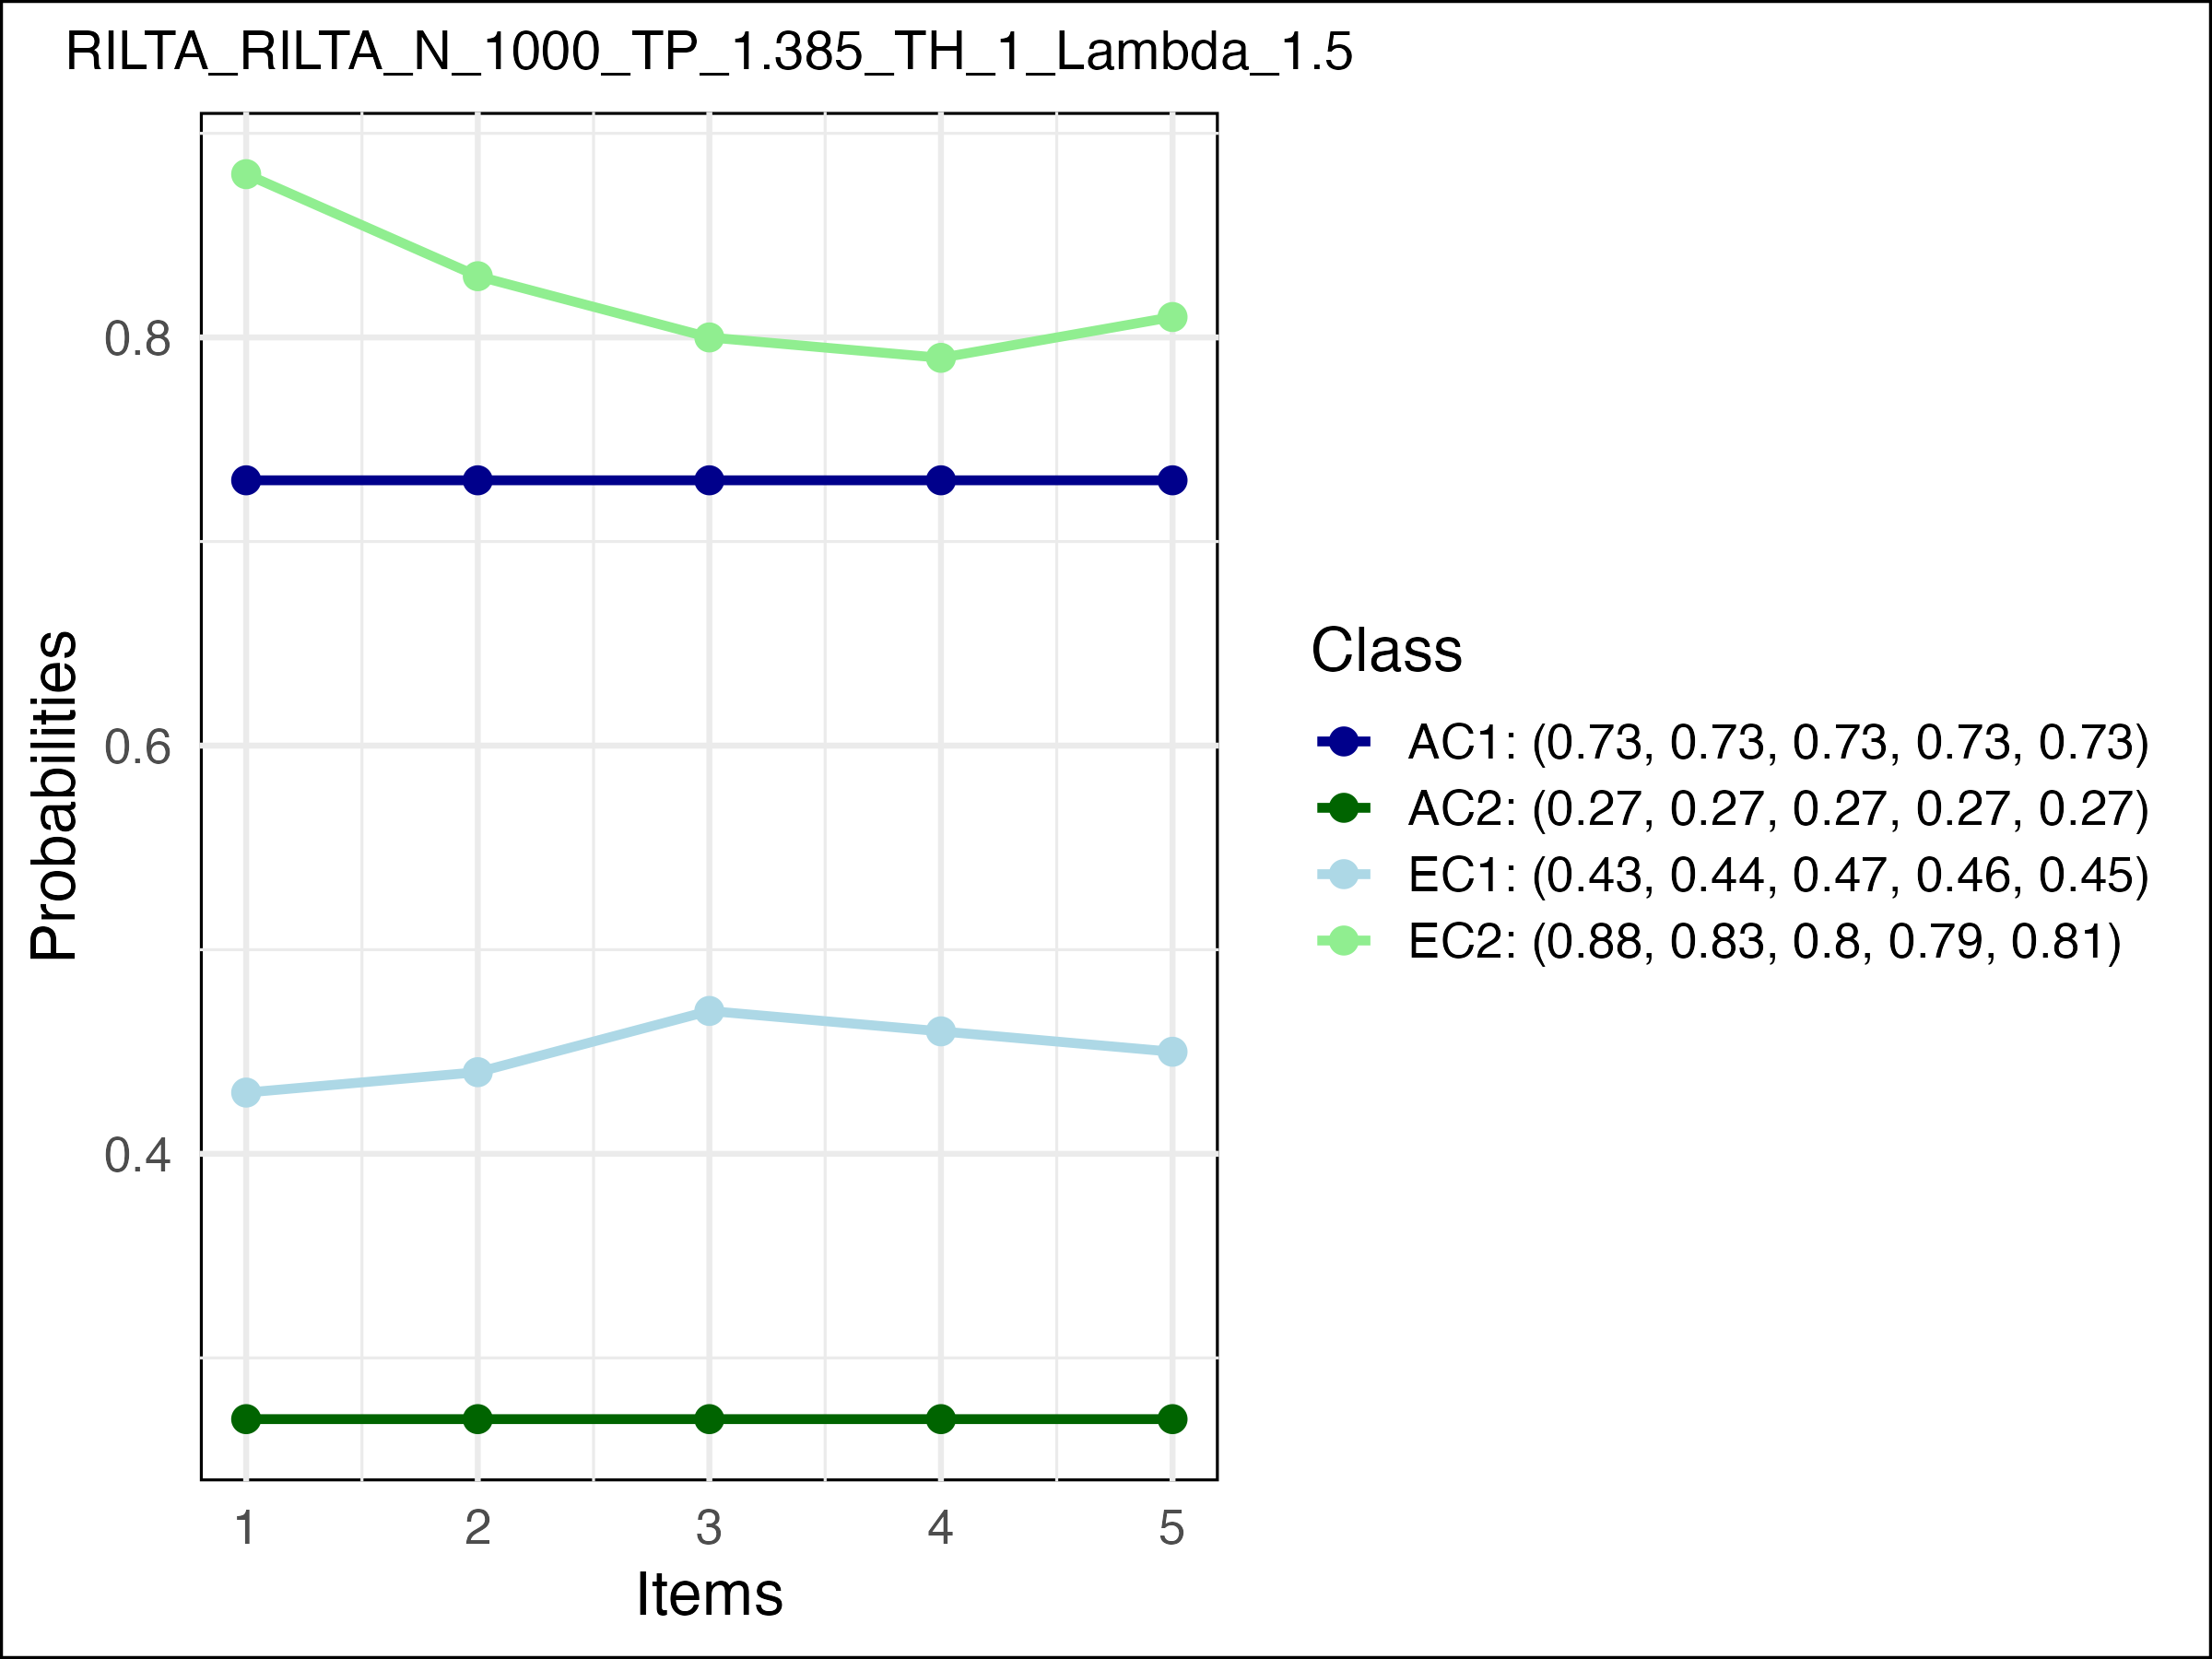 RILTA_RILTA_N_1000_TP_1.385_TH_1_Lambda_1.5
Probabilities
0.8
0.6
0.4
1 2 3 4 5
Items
Class
AC1: (0.73, 0.73, 0.73, 0.73, 0.73)
AC2: (0.27, 0.27, 0.27, 0.27, 0.27)
EC1: (0.43, 0.44, 0.47, 0.46, 0.45)
EC2: (0.88, 0.83, 0.8, 0.79, 0.81)